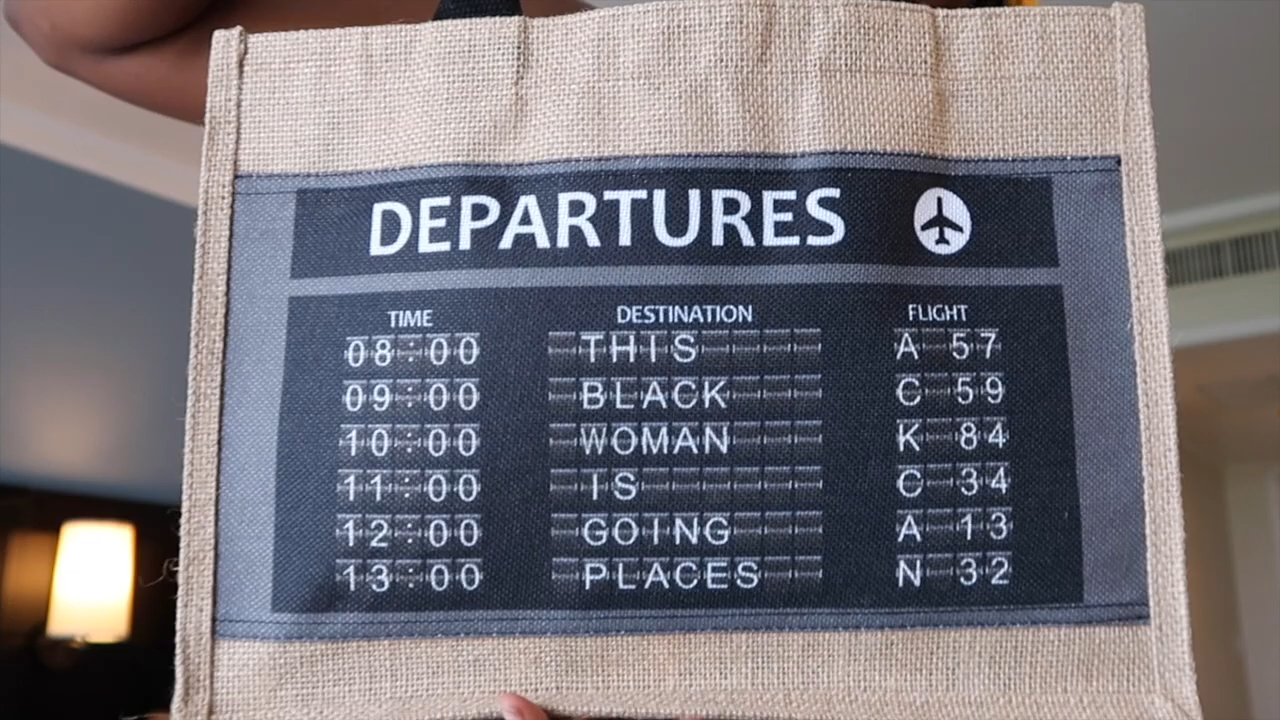 DEPARTURES
TIME DESTINATION FLIGHT
08:00 THIS A 57
09:00 BLACK C 59
10:00 WOMAN K 84
11:00 IS C 34
12:00 GOING A 13
13:00 PLACES N 32